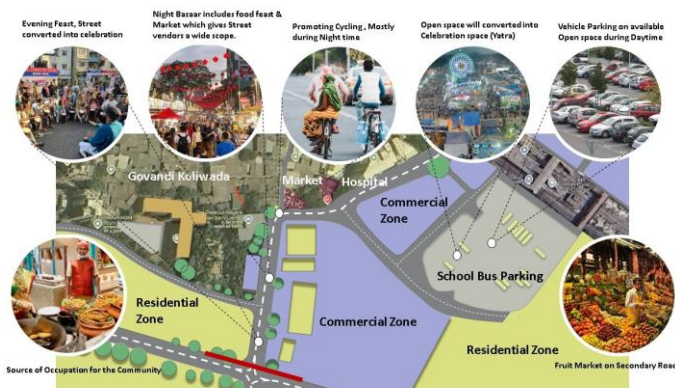 Evening Feast, Street
converted into celebration
Night Bazaar includes food feast &
Market which gives Street
vendors a wide scope.
Promoting Cycling , Mostly
during Night time
Open space will converted into
Celebration space (Yatra)
Vehicle Parking on available
Open space during Daytime
Govandi Kuliwada
Market
Hospital
Commercial
Zone
School Bus Parking
Residential
Zone
Commercial Zone
Residential Zone
Source of Occupation for the Community
Fruit Market on Secondary Road